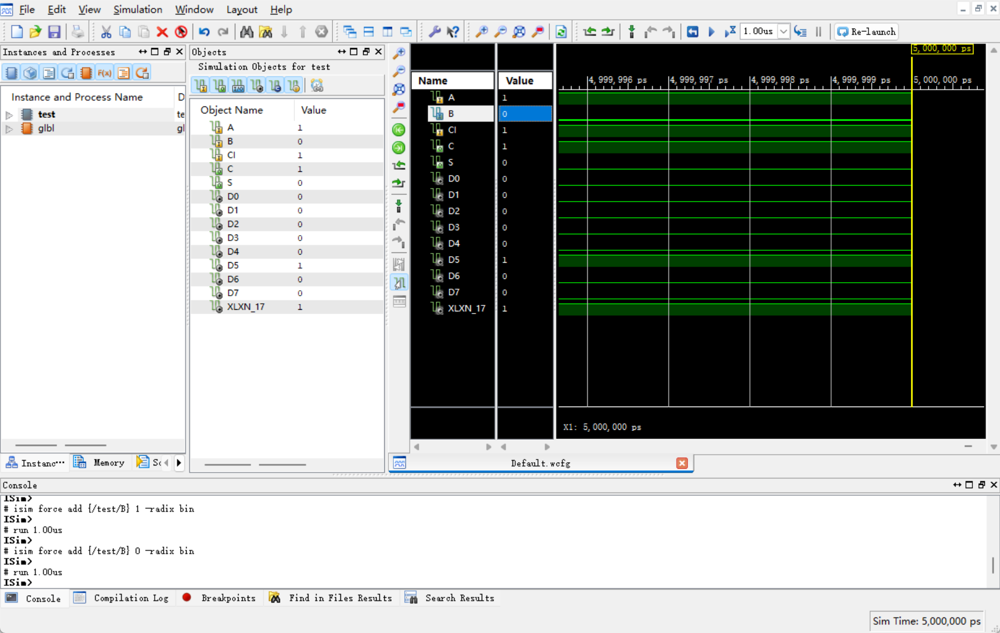 File Edit View Simulation Window Layout Help
1.00us Re-launch
Instances and Processes
Instance and Process Name D
test te
glbl gl
Instanc··· Memory So
Objects
Simulation Objects for test
Object Name Value
A 1
B 0
CI 1
C 1
S 0
D0 0
D1 0
D2 0
D3 0
D4 0
D5 1
D6 0
D7 0
XLXN_17 1
Name Value
A 1
B 0
CI 1
C 1
S 0
D0 0
D1 0
D2 0
D3 0
D4 0
D5 1
D6 0
D7 0
XLXN_17 1
5,000,000 ps
4,999,996 ps 4,999,997 ps 4,999,998 ps 4,999,999 ps 5,000,000 ps
X1: 5,000,000 ps
Default.wcfg
Console
ISim>
# isim force add {/test/B} 1 -radix bin
ISim>
# run 1.00us
ISim>
# isim force add {/test/B} 0 -radix bin
ISim>
# run 1.00us
ISim>
Console Compilation Log Breakpoints Find in Files Results Search Results
Sim Time: 5,000,000 ps